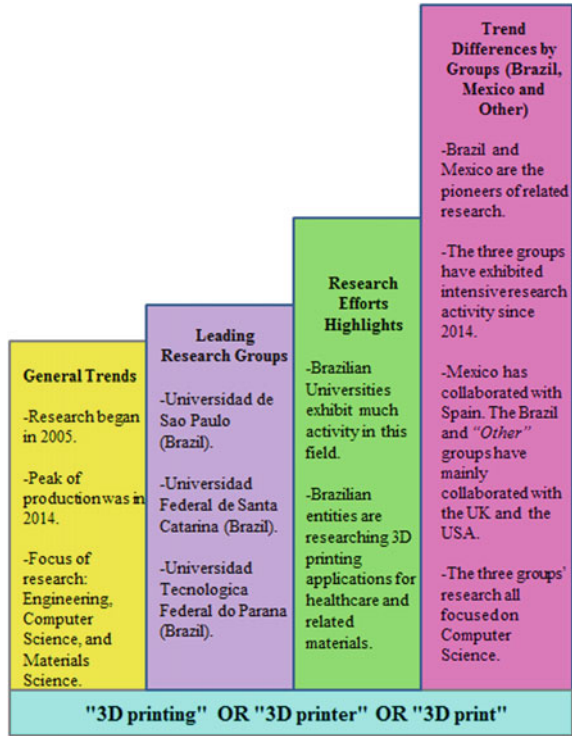 General Trends
-Research began
in 2005.
-Peak of
production was in
2014.
-Focus of
research:
Engineering,
Computer
Science, and
Materials
Science.
Leading
Research Groups
-Universidad de
Sao Paulo
(Brazil).
-Universidad
Federal de Santa
Catarina (Brazil).
-Universidad
Tecnologica
Federal do Parana
(Brazil).
Research
Efforts
Highlights
-Brazilian
Universities
exhibit much
activity in this
field.
-Brazilian
entities are
researching 3D
printing
applications for
healthcare and
related
materials.
Trend
Differences by
Groups (Brazil,
Mexico and
Other)
-Brazil and
Mexico are the
pioneers of related
research.
-The three groups
have exhibited
intensive research
activity since
2014.
-Mexico has
collaborated with
Spain. The Brazil
and "Other"
groups have
mainly
collaborated with
the UK and the
USA.
-The three groups'
research all
focused on
Computer
Science.
"3D printing" OR "3D printer" OR "3D print"